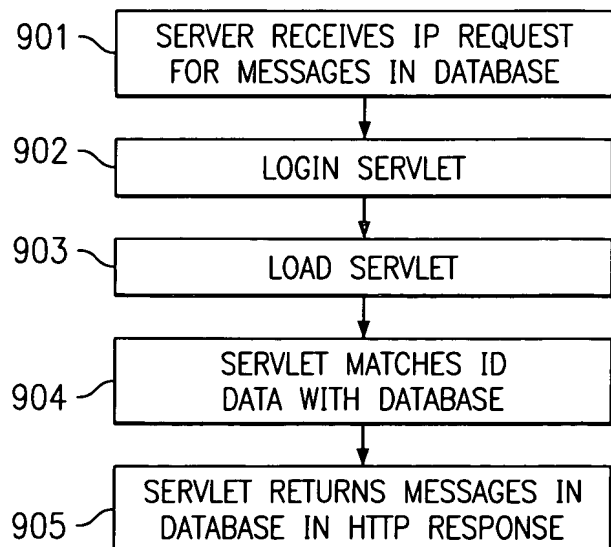 901
SERVER RECEIVES IP REQUEST
FOR MESSAGES IN DATABASE
902
LOGIN SERVLET
903
LOAD SERVLET
904
SERVLET MATCHES ID
DATA WITH DATABASE
905
SERVLET RETURNS MESSAGES IN
DATABASE IN HTTP RESPONSE